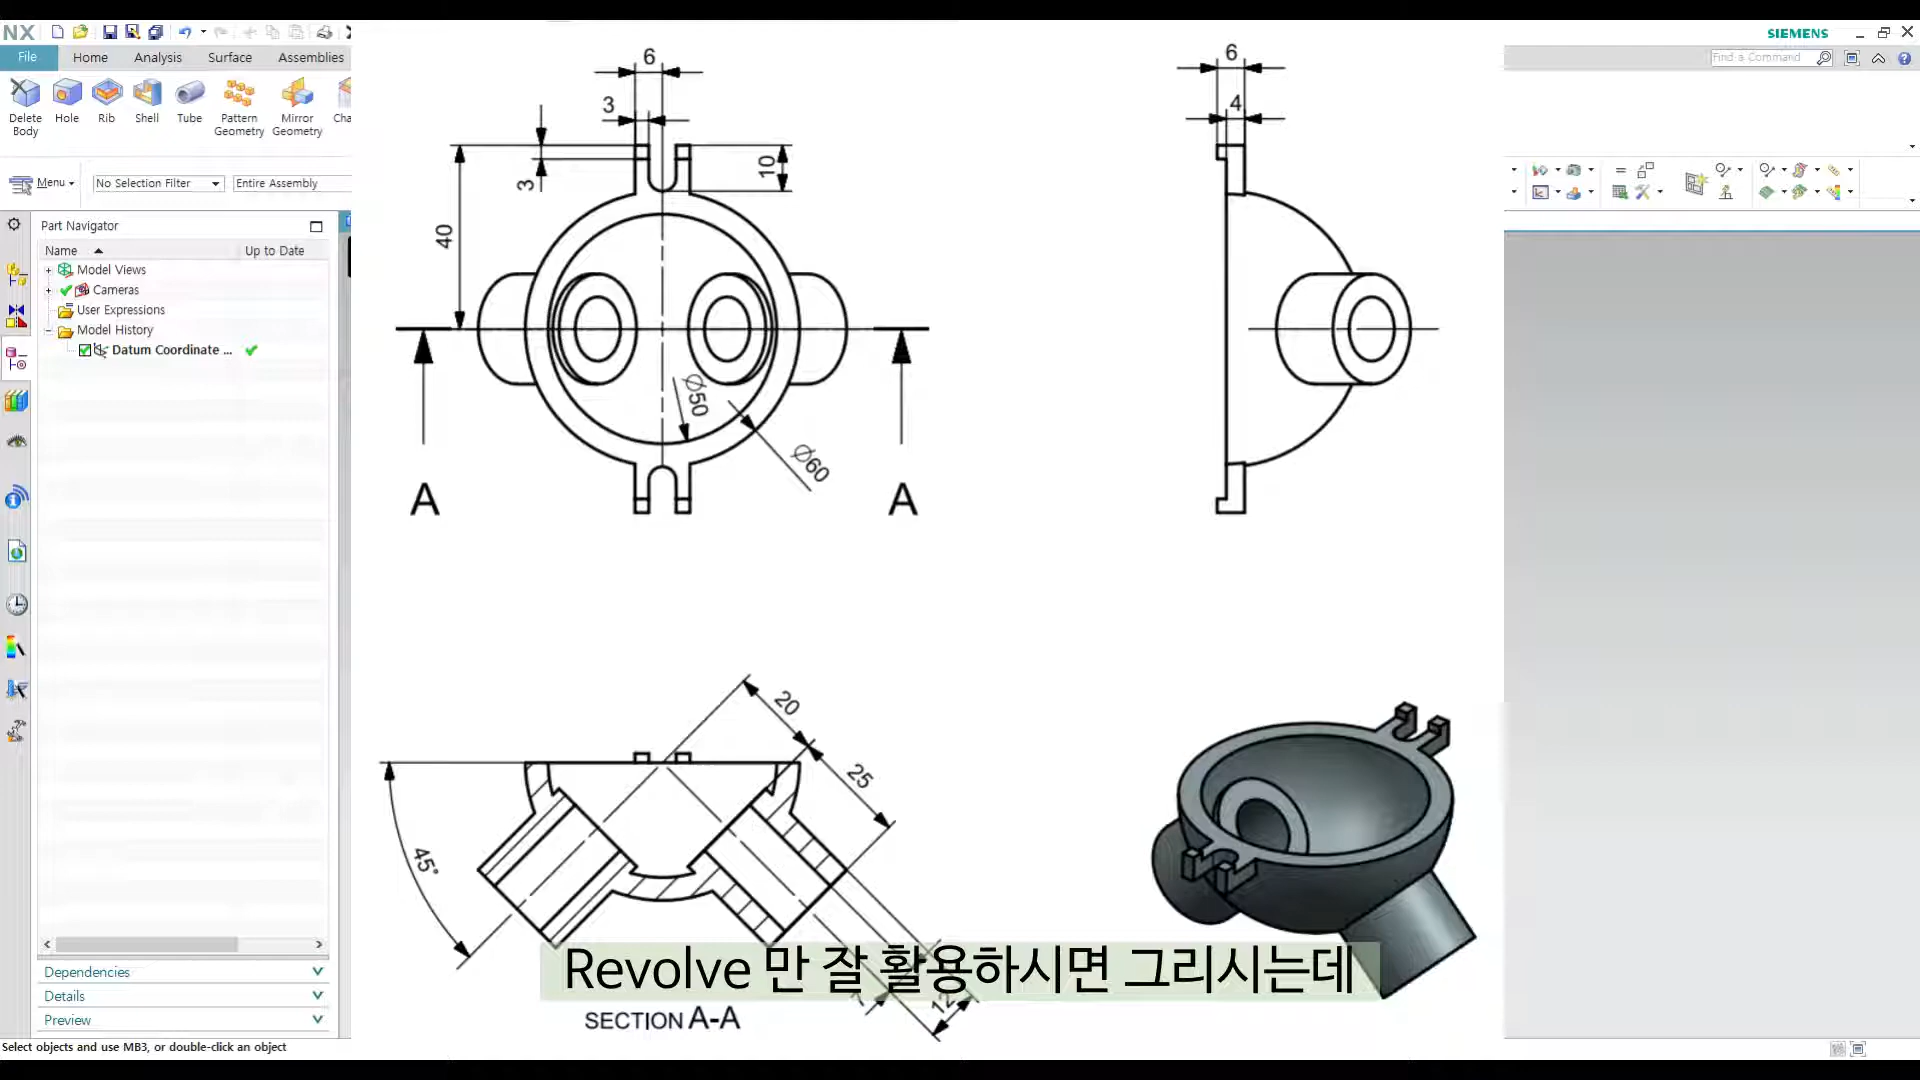 NX
SIEMENS
File
Home
Analysis
Surface
Assemblies
Find a Command
Delete Body
Hole
Rib
Shell
Tube
Pattern Geometry
Mirror Geometry
Cha
Menu
No Selection Filter
Entire Assembly
Part Navigator
Name
Up to Date
Model Views
Cameras
User Expressions
Model History
Datum Coordinate ...
Dependencies
Details
Preview
Select objects and use MB3, or double-click an object
6
3
3
10
40
Ø50
Ø60
A
A
6
4
20
25
45°
7
12
Revolve 만 잘 활용하시면 그리시는데
SECTION A-A